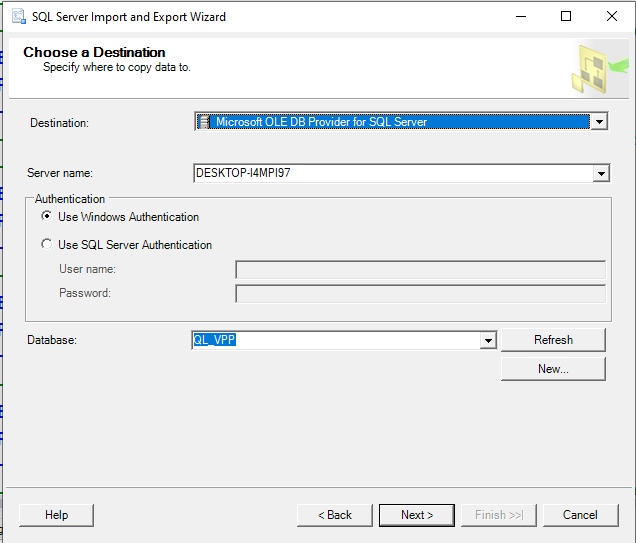 SQL Server Import and Export Wizard
Choose a Destination
Specify where to copy data to.
Destination: Microsoft OLE DB Provider for SQL Server
Server name: DESKTOP-I4MPI97
Authentication
Use Windows Authentication
Use SQL Server Authentication
User name:
Password:
Database: QL_VPP Refresh
New...
Help < Back Next > Finish >>| Cancel